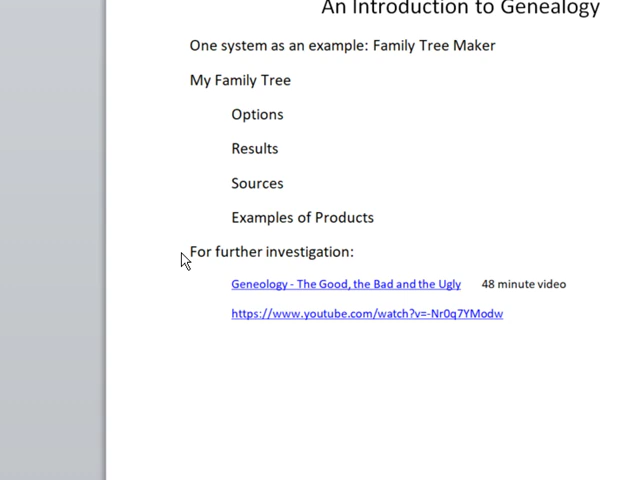 An Introduction to Genealogy
One system as an example: Family Tree Maker
My Family Tree
Options
Results
Sources
Examples of Products
For further investigation:
Geneology - The Good, the Bad and the Ugly 48 minute video
https://www.youtube.com/watch?v=-Nr0q7YModw